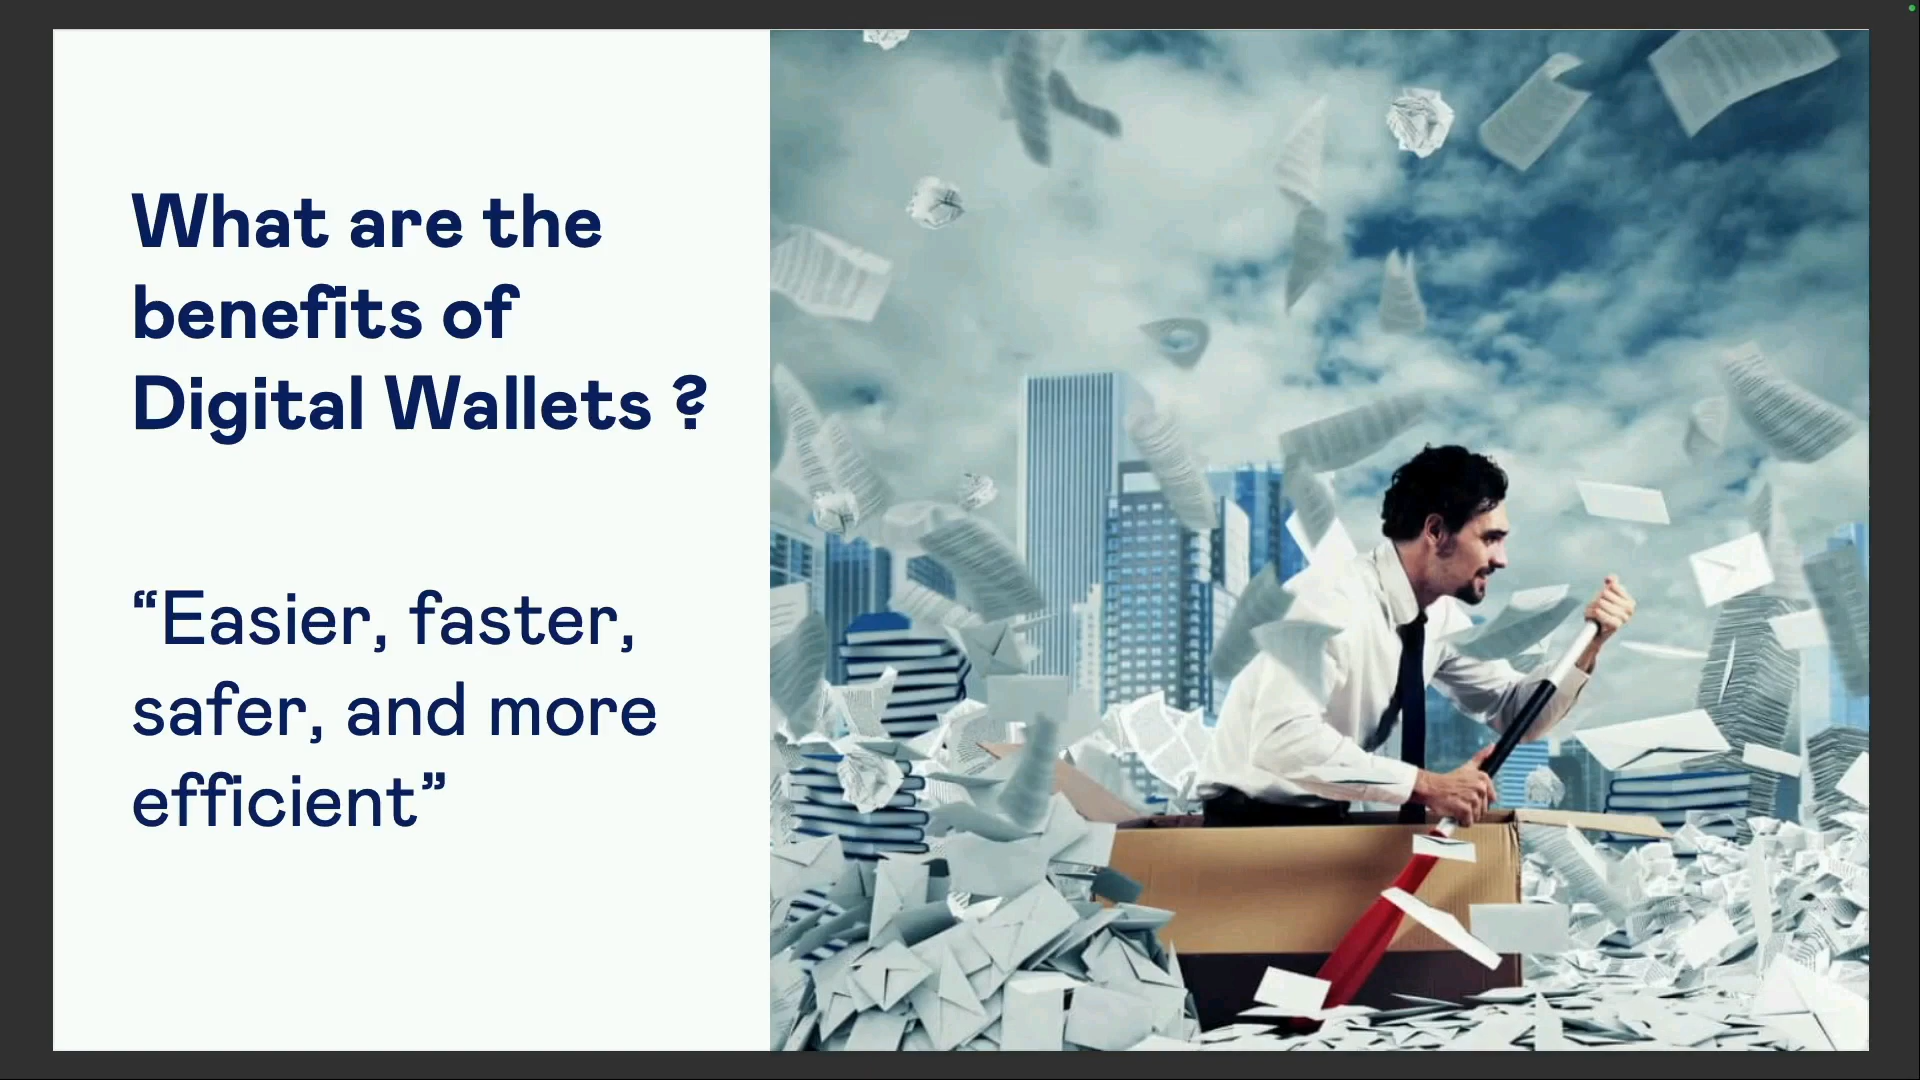 What are the
benefits of
Digital Wallets ?
“Easier, faster,
safer, and more
efficient”